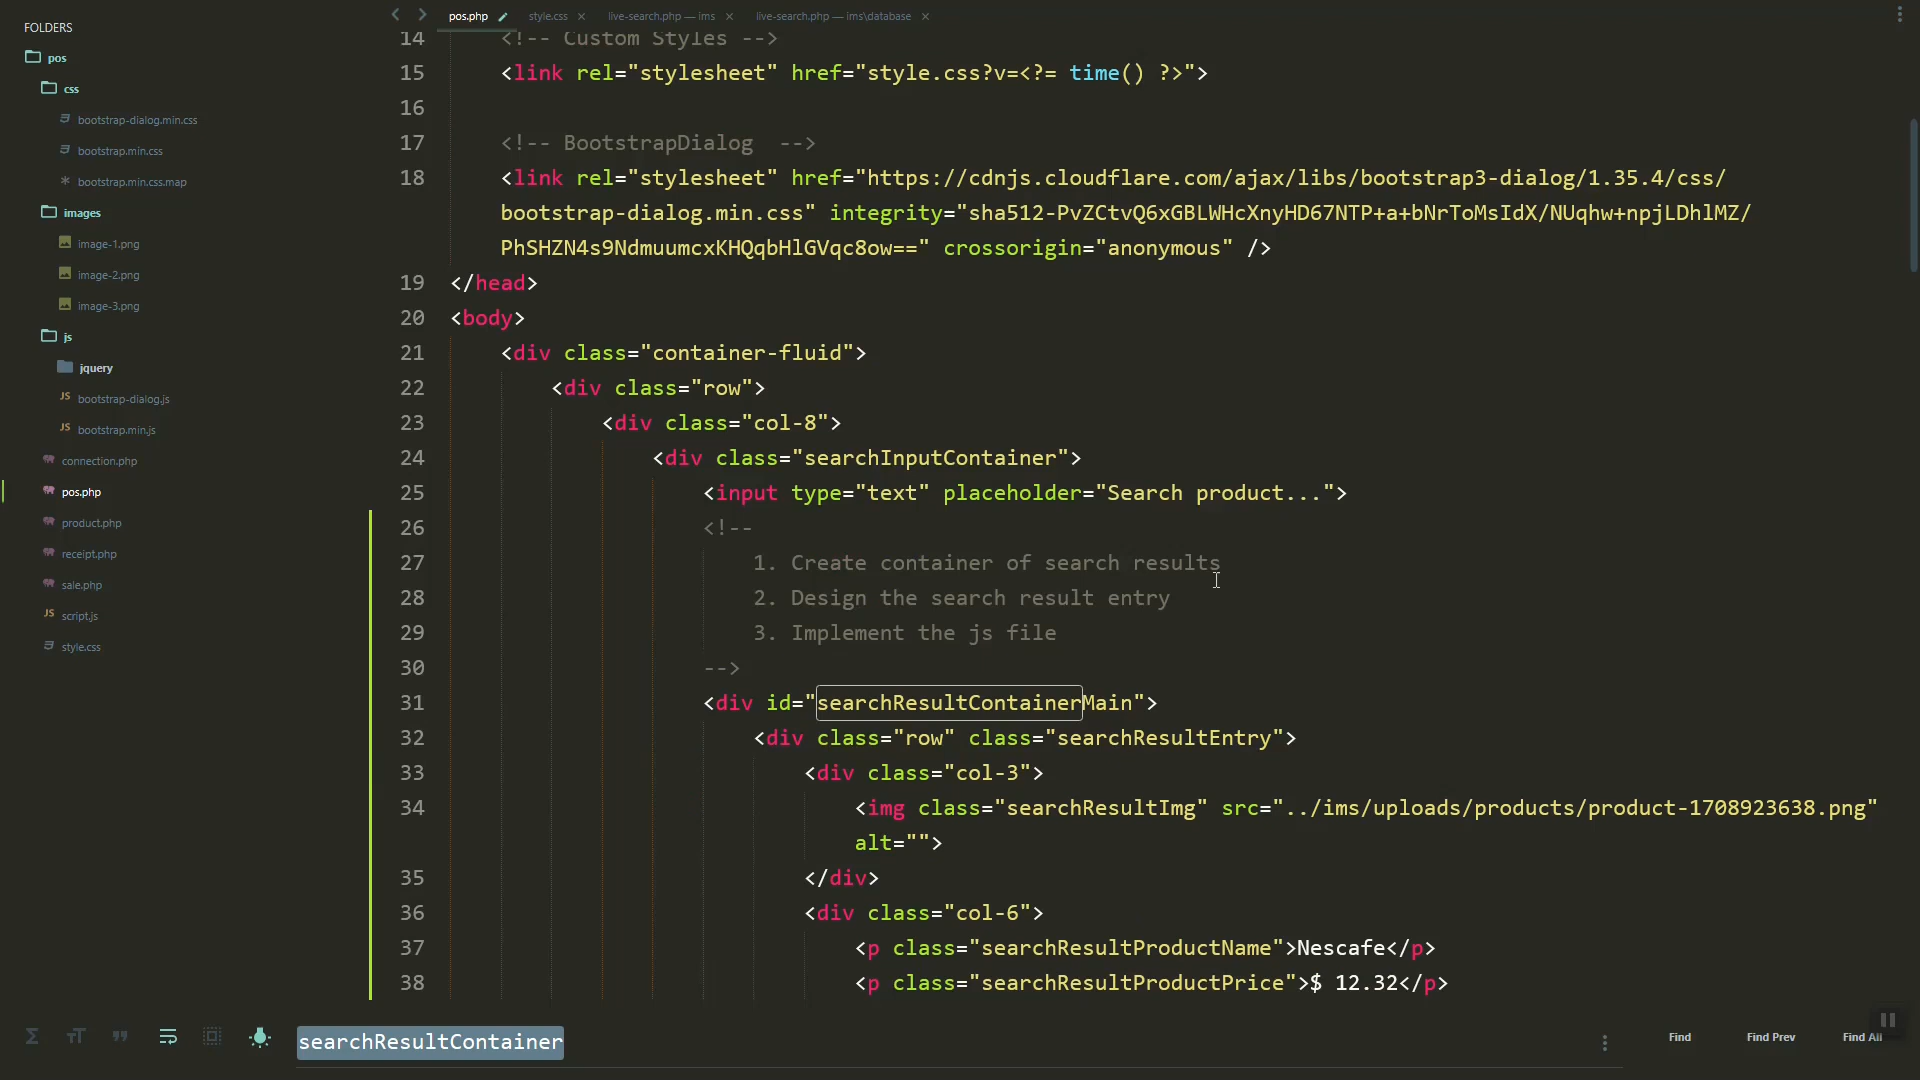 FOLDERS
pos
css
bootstrap-dialog.min.css
bootstrap.min.css
bootstrap.min.css.map
images
image-1.png
image-2.png
image-3.png
js
jquery
bootstrap-dialog.js
bootstrap.min.js
connection.php
pos.php
product.php
receipt.php
sale.php
script.js
style.css
pos.php style.css live-search.php — ims live-search.php — ims\database
14 <!-- Custom Styles -->
15 <link rel="stylesheet" href="style.css?v=<?= time() ?>">
16
17 <!-- BootstrapDialog -->
18 <link rel="stylesheet" href="https://cdnjs.cloudflare.com/ajax/libs/bootstrap3-dialog/1.35.4/css/
bootstrap-dialog.min.css" integrity="sha512-PvZCtvQ6xGBLWHcXnyHD67NTP+a+bNrToMsIdX/NUqhw+npjLDhlMZ/
PhSHZN4s9NdmuumcxKHQqbHlGVqc8ow==" crossorigin="anonymous" />
19 </head>
20 <body>
21 <div class="container-fluid">
22 <div class="row">
23 <div class="col-8">
24 <div class="searchInputContainer">
25 <input type="text" placeholder="Search product...">
26 <!--
27 1. Create container of search results
28 2. Design the search result entry
29 3. Implement the js file
30 -->
31 <div id="searchResultContainerMain">
32 <div class="row" class="searchResultEntry">
33 <div class="col-3">
34 <img class="searchResultImg" src="../ims/uploads/products/product-1708923638.png"
alt="">
35 </div>
36 <div class="col-6">
37 <p class="searchResultProductName">Nescafe</p>
38 <p class="searchResultProductPrice">$ 12.32</p>
searchResultContainer
Find Find Prev Find All